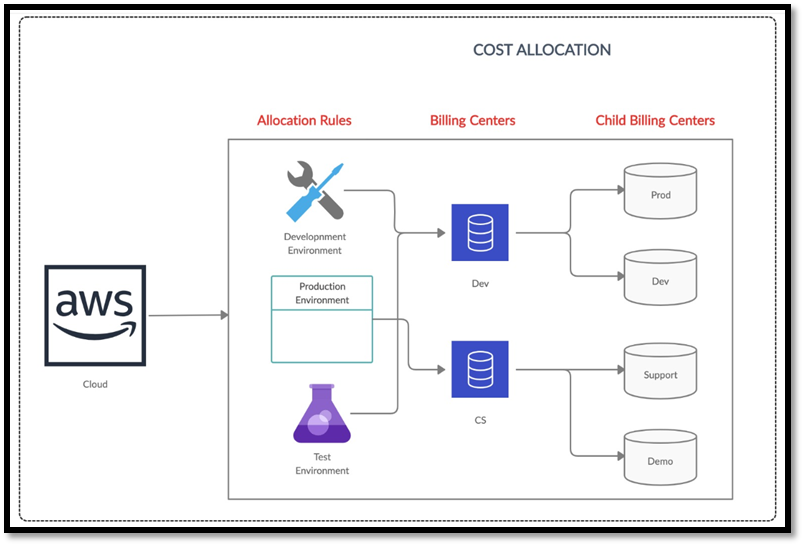 COST ALLOCATION
Allocation Rules
Billing Centers
Child Billing Centers
Developnment
Environment
Production
Environment
Test
Environment
aws
Cloud
Dev
CS
Prod
Dev
Support
Demo